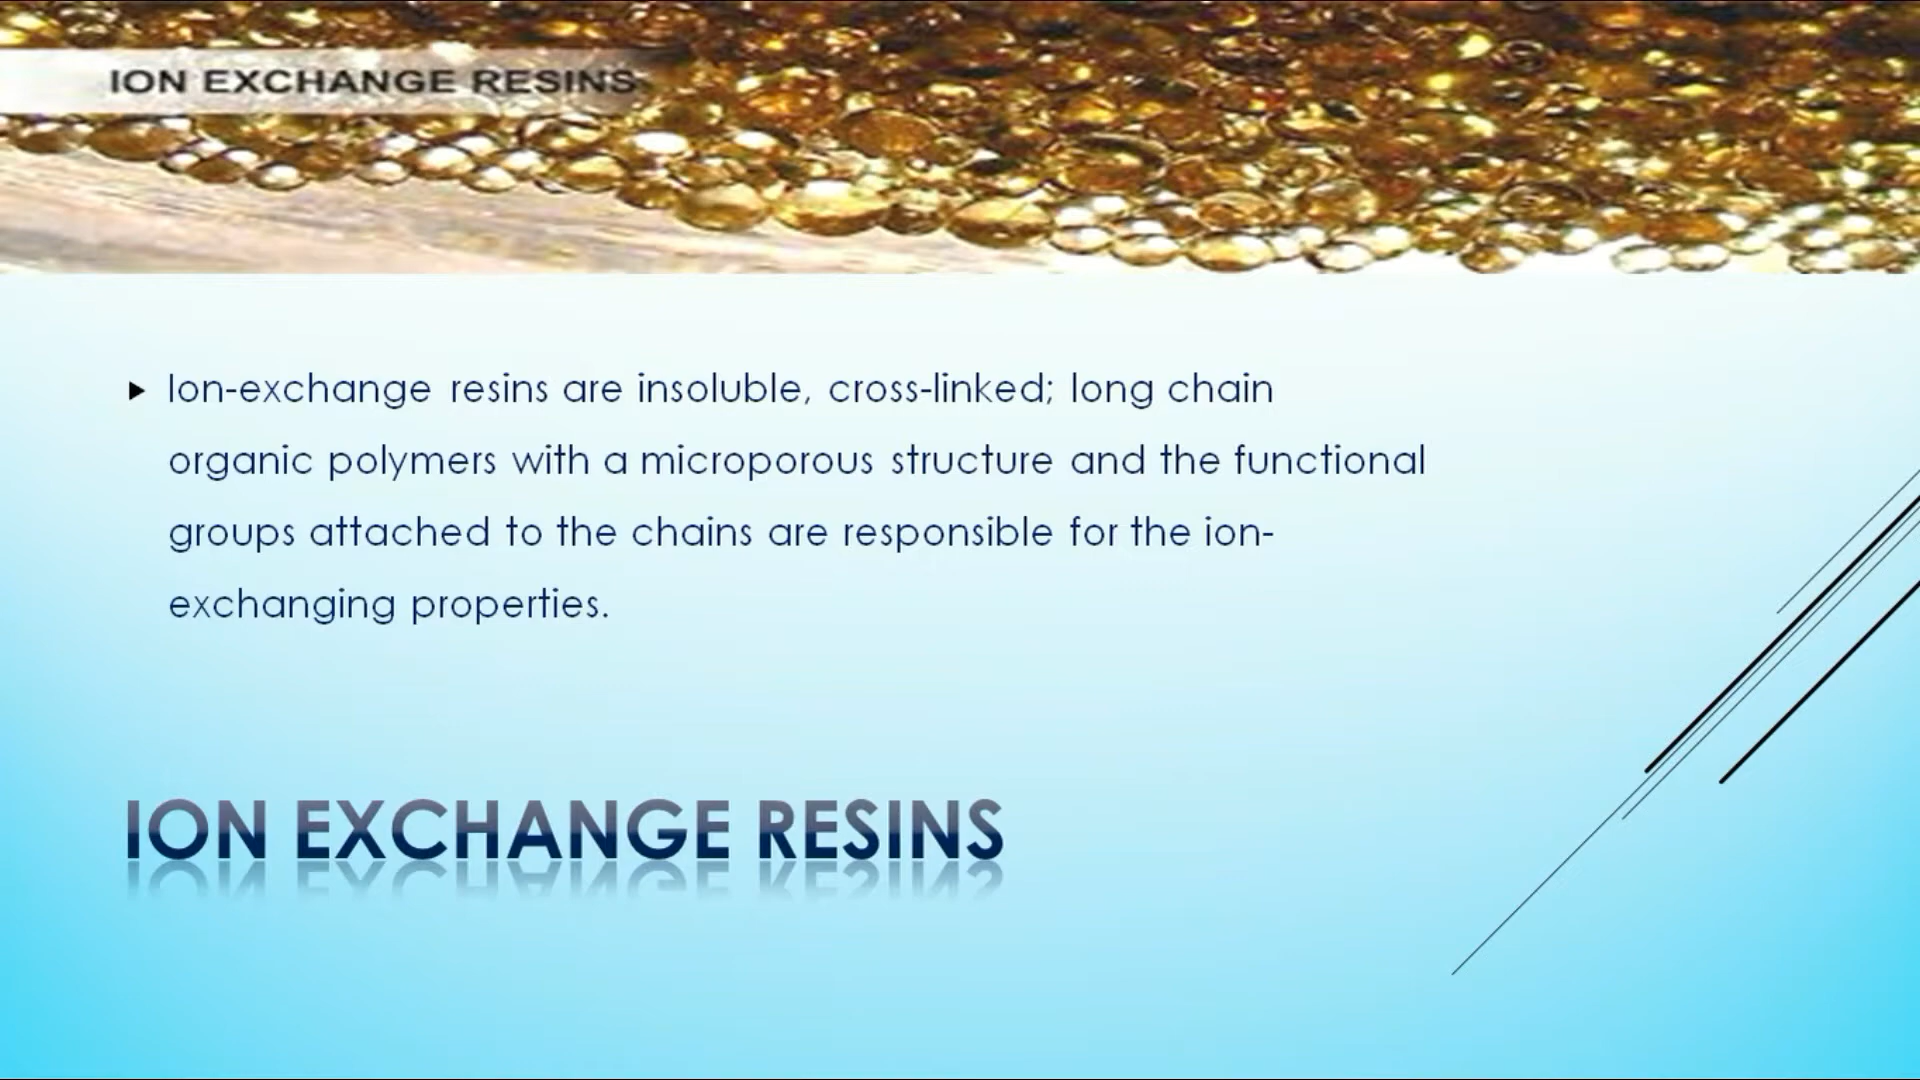 ION EXCHANGE RESINS
Ion-exchange resins are insoluble, cross-linked; long chain
organic polymers with a microporous structure and the functional
groups attached to the chains are responsible for the ion-
exchanging properties.
ION EXCHANGE RESINS